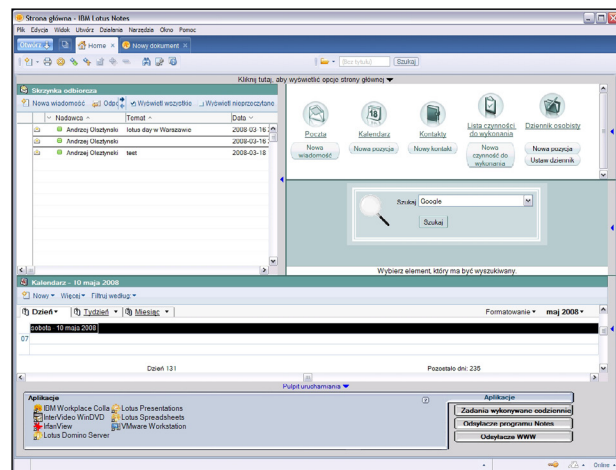 Strona główna - IBM Lotus Notes
Plik Edycja Widok Utwórz Działania Narzędzia Okno Pomoc
Otwórz Home Nowy dokument
(Bez tytułu) Szukaj
Kliknij tutaj, aby wyświetlić opcje strony głównej
Skrzynka odbiorcza
Nowa wiadomość Odpo Wyświetl wszystkie Wyświetl nieprzeczytane
Nadawca Temat Data
Andrzej Olsztynski lotus day w Warszawie 2008-03-16
Andrzej Olsztynski 2008-03-16
Andrzej Olsztynski test 2008-03-18
Poczta
Nowa wiadomość
Kalendarz
Nowa pozycja
Kontakty
Nowy kontakt
Lista czynności do wykonania
Nowa czynność do wykonania
Dziennik osobisty
Nowa pozycja
Ustaw dziennik
Szukaj Google
Szukaj
Wybierz element, który ma być wyszukiwany.
Kalendarz - 10 maja 2008
Nowy Więcej Filtruj według:
Dzień Tydzień Miesiąc Formatowanie maj 2008
sobota - 10 maja 2008
07
Dzień 131 Pozostało dni: 235
Pulpit uruchamiania
Aplikacje
IBM Workplace Colla Lotus Presentations
InterVideo WinDVD Lotus Spreadsheets
IrfanView VMware Workstation
Lotus Domino Server
Aplikacje
Zadania wykonywane codziennie
Odsyłacze programu Notes
Odsyłacze WWW
Online